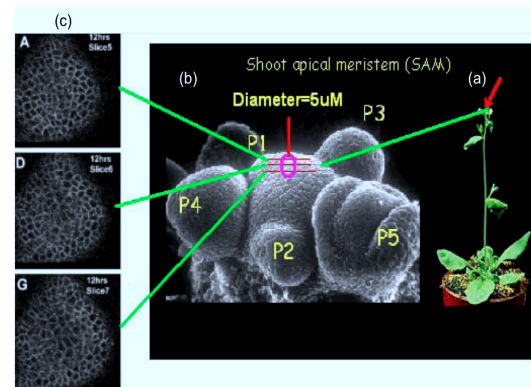 (c)
A
12hrs
Slice5
D
12hrs
Slice6
G
12hrs
Slice7
(b)
Shoot apical meristem (SAM)
(a)
Diameter=5uM
P1
P3
P4
P2
P5